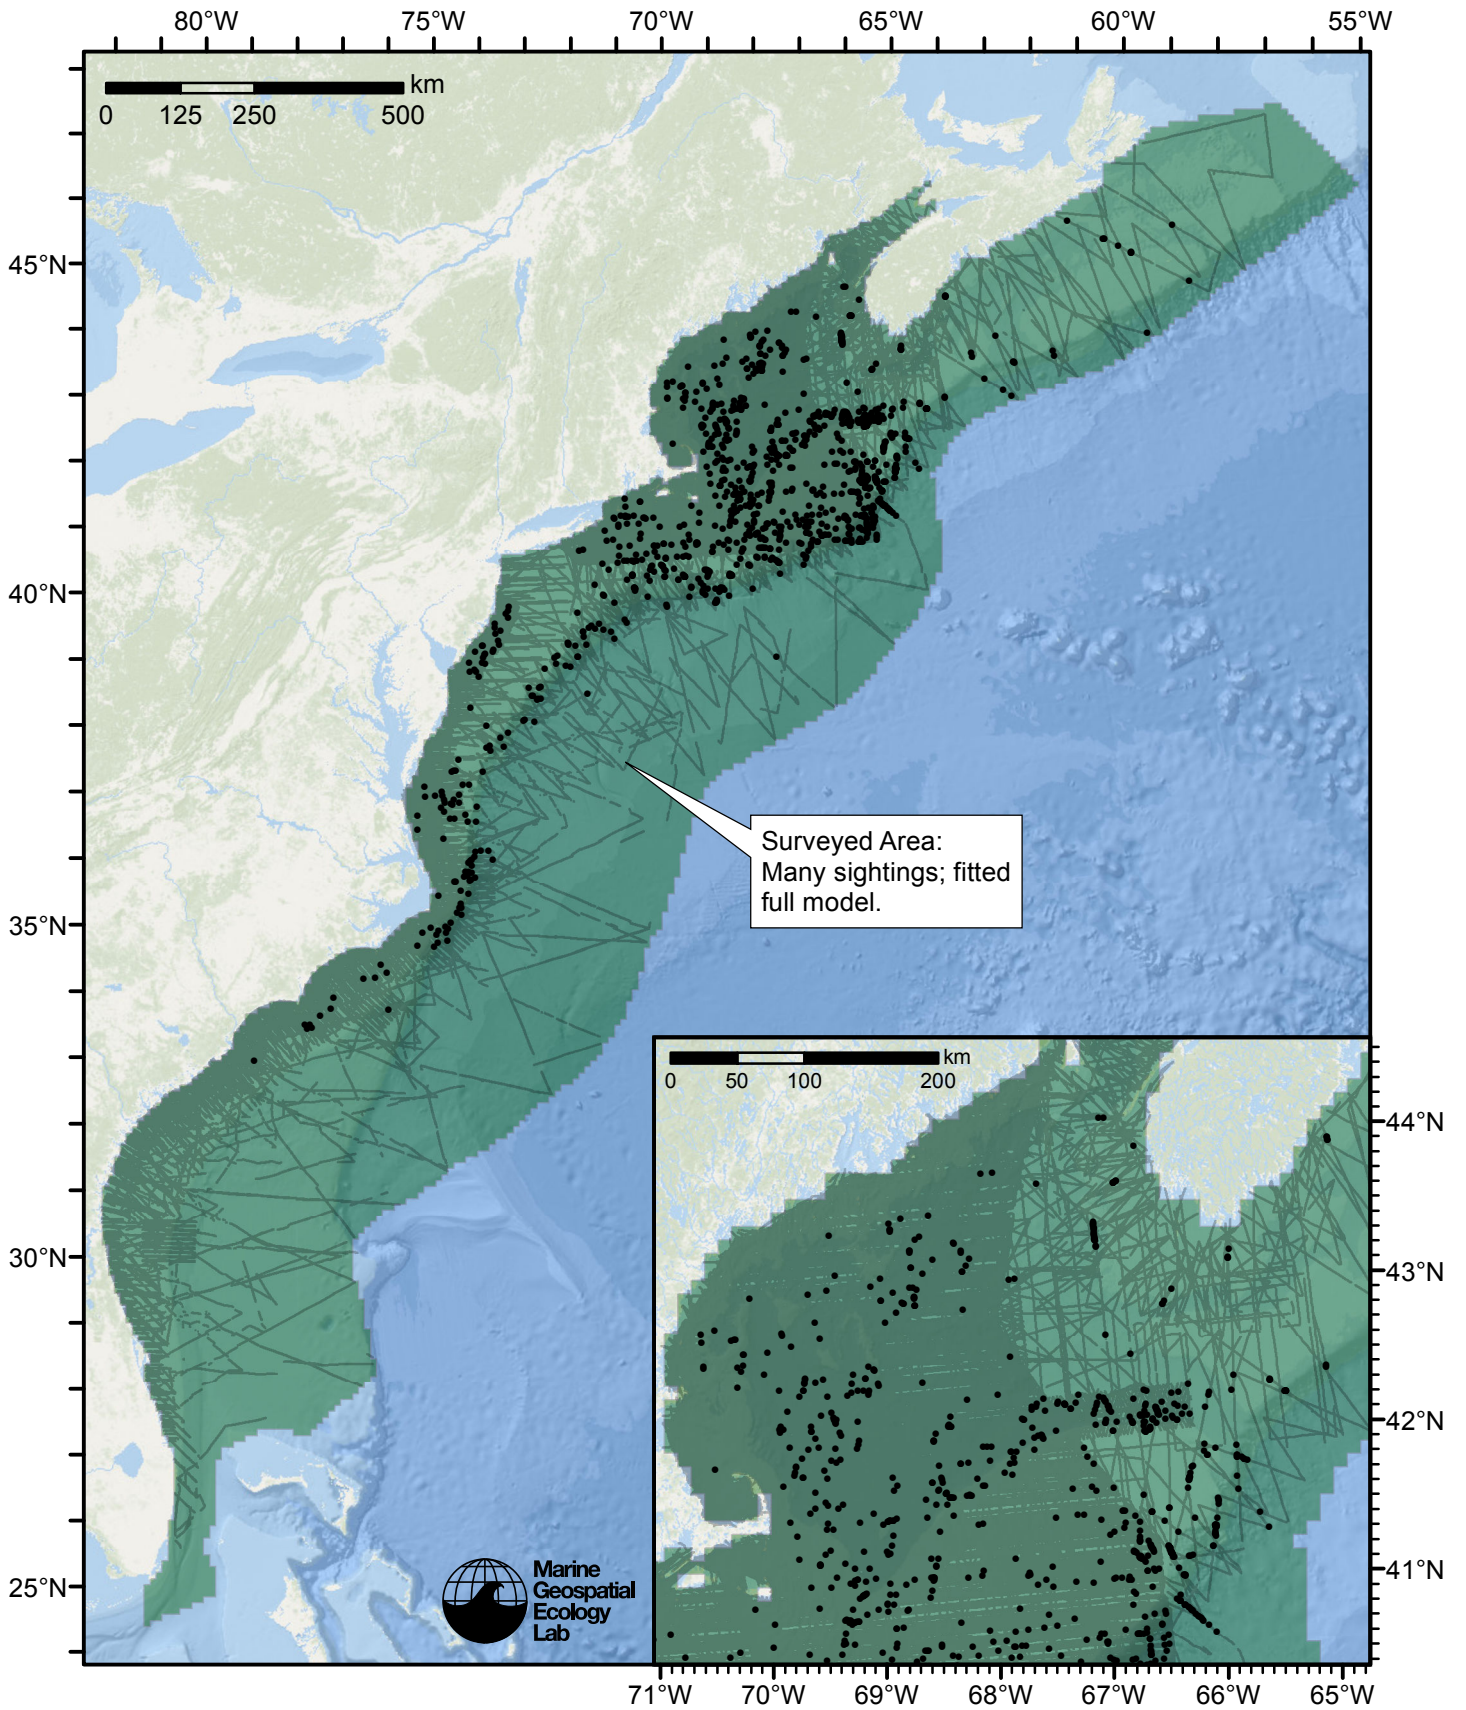 80°W 75°W 70°W 65°W 60°W 55°W
km
0 125 250 500
45°N
40°N
35°N
30°N
25°N
Surveyed Area:
Many sightings; fitted
full model.
km
0 50 100 200
44°N
43°N
42°N
41°N
Marine
Geospatial
Ecology
Lab
71°W 70°W 69°W 68°W 67°W 66°W 65°W